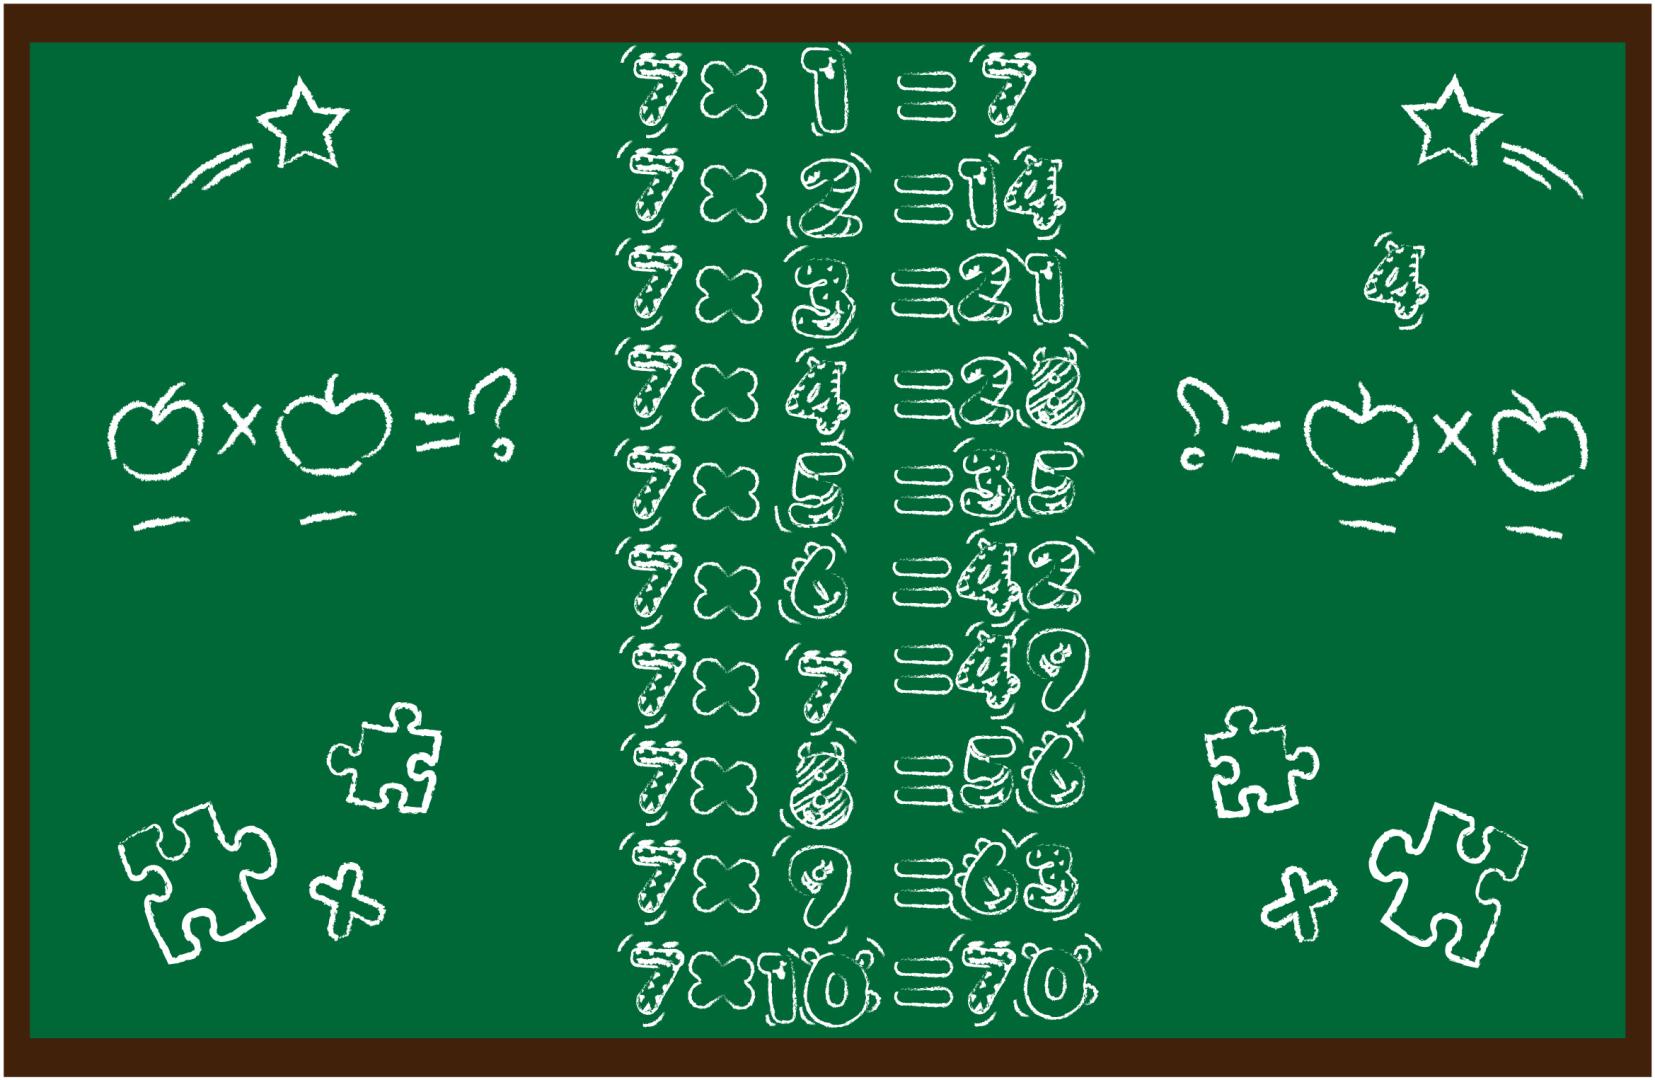 7 × 1 = 7
7 × 2 = 14
7 × 3 = 21
4
7 × 4 = 28
× = ?
? = ×
7 × 5 = 35
7 × 6 = 42
7 × 7 = 49
7 × 8 = 56
7 × 9 = 63
×
×
7 × 10 = 70